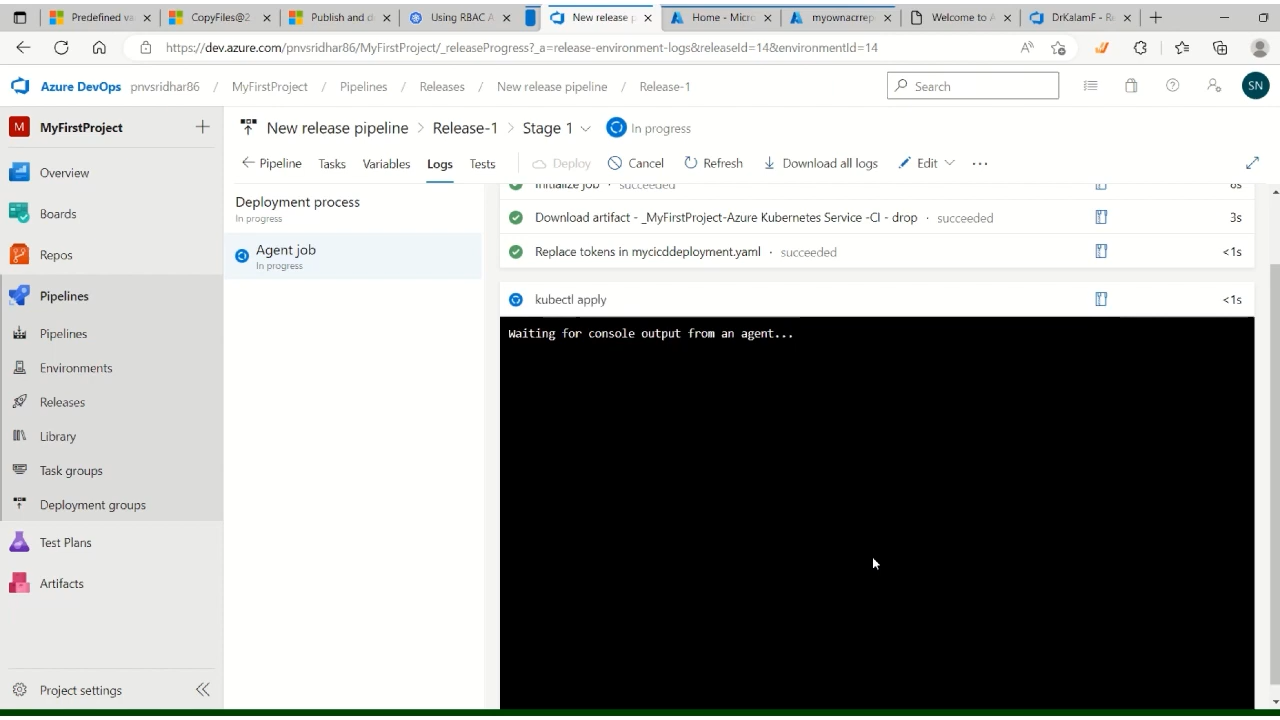 Predefined va
CopyFiles@2
Publish and d
Using RBAC A
New release p
Home - Micro
myownacrrep
Welcome to A
DrKalamF - R
https://dev.azure.com/pnvsridhar86/MyFirstProject/_releaseProgress?_a=release-environment-logs&releaseId=14&environmentId=14
Azure DevOps pnvsridhar86 / MyFirstProject / Pipelines / Releases / New release pipeline / Release-1
Search
SN
M MyFirstProject
Overview
Boards
Repos
Pipelines
Pipelines
Environments
Releases
Library
Task groups
Deployment groups
Test Plans
Artifacts
Project settings
New release pipeline > Release-1 > Stage 1 In progress
Pipeline Tasks Variables Logs Tests Deploy Cancel Refresh Download all logs Edit ...
Deployment process
In progress
Agent job
In progress
Initialize job · succeeded 6s
Download artifact - _MyFirstProject-Azure Kubernetes Service -CI - drop · succeeded 3s
Replace tokens in mycicddeployment.yaml · succeeded <1s
kubectl apply <1s
Waiting for console output from an agent...